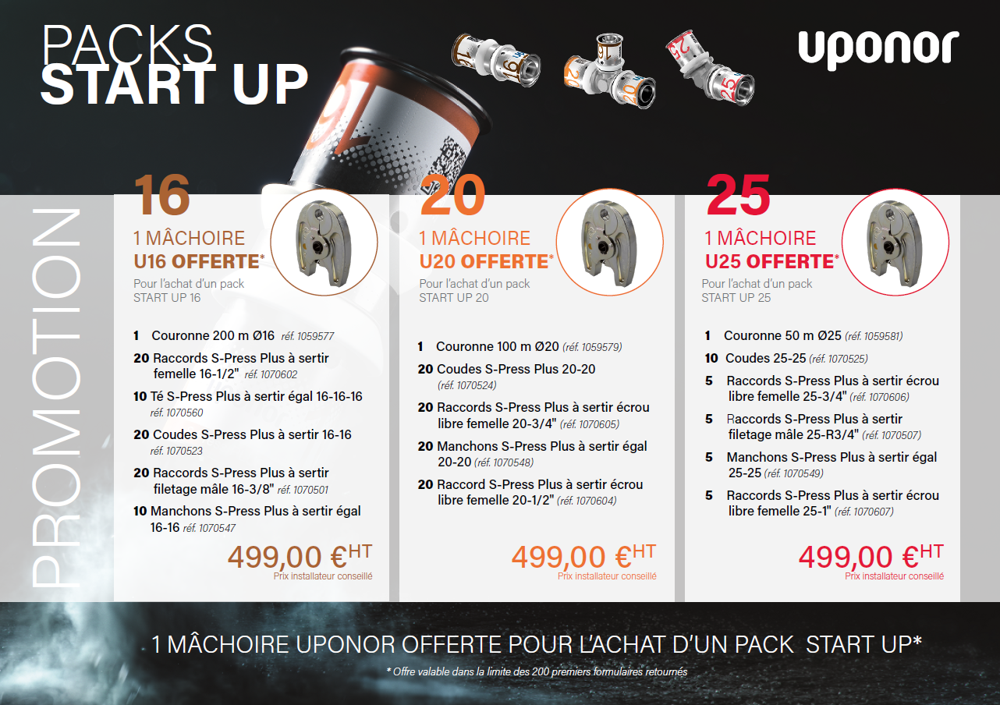 PACKS
START UP
16
16
16
20
20
25
25
uponor
16
PROMOTION
16
1 MÂCHOIRE
U16 OFFERTE*
Pour l'achat d'un pack
START UP 16
1 Couronne 200 m Ø16 réf. 1059577
20 Raccords S-Press Plus à sertir
femelle 16-1/2" réf. 1070602
10 Té S-Press Plus à sertir égal 16-16-16
réf. 1070560
20 Coudes S-Press Plus à sertir 16-16
réf. 1070523
20 Raccords S-Press Plus à sertir
filetage mâle 16-3/8" réf. 1070501
10 Manchons S-Press Plus à sertir égal
16-16 réf. 1070547
499,00 €HT
Prix installateur conseillé
20
1 MÂCHOIRE
U20 OFFERTE*
Pour l'achat d'un pack
START UP 20
1 Couronne 100 m Ø20 (réf. 1059579)
20 Coudes S-Press Plus 20-20
(réf. 1070524)
20 Raccords S-Press Plus à sertir écrou
libre femelle 20-3/4" (réf. 1070605)
20 Manchons S-Press Plus à sertir égal
20-20 (réf. 1070548)
20 Raccord S-Press Plus à sertir écrou
libre femelle 20-1/2" (réf. 1070604)
499,00 €HT
Prix installateur conseillé
25
1 MÂCHOIRE
U25 OFFERTE*
Pour l'achat d'un pack
START UP 25
1 Couronne 50 m Ø25 (réf. 1059581)
10 Coudes 25-25 (réf. 1070525)
5 Raccords S-Press Plus à sertir écrou
libre femelle 25-3/4" (réf. 1070606)
5 Raccords S-Press Plus à sertir
filetage mâle 25-R3/4" (réf. 1070507)
5 Manchons S-Press Plus à sertir égal
25-25 (réf. 1070549)
5 Raccords S-Press Plus à sertir écrou
libre femelle 25-1" (réf. 1070607)
499,00 €HT
Prix installateur conseillé
1 MÂCHOIRE UPONOR OFFERTE POUR L'ACHAT D'UN PACK START UP*
* Offre valable dans la limite des 200 premiers formulaires retournés